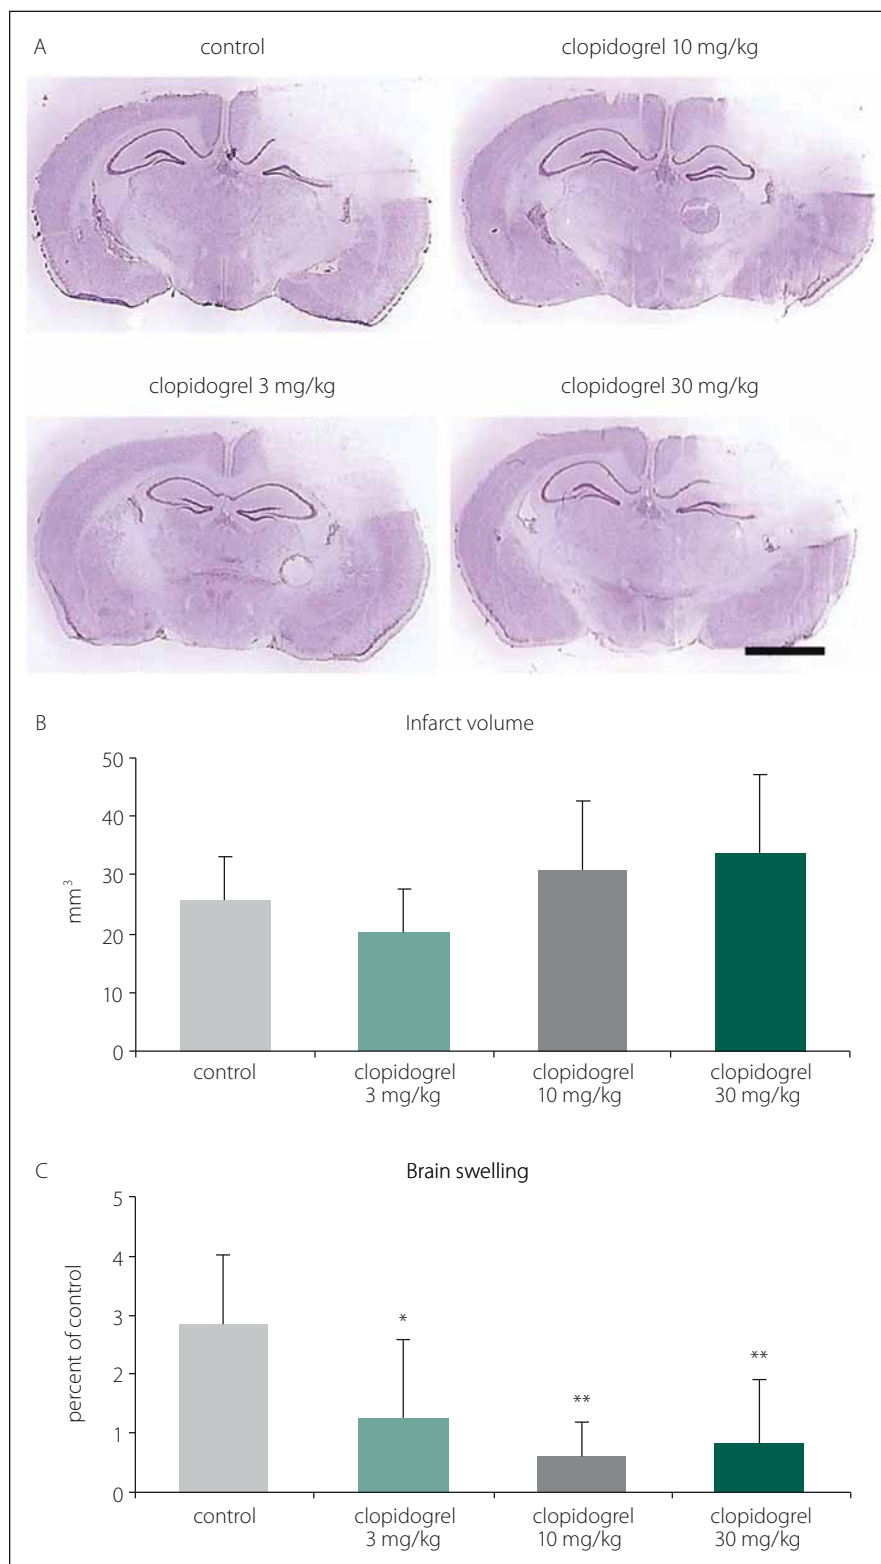 A
control
clopidogrel 10 mg/kg
clopidogrel 3 mg/kg
clopidogrel 30 mg/kg
B
Infarct volume
mm³
50
40
30
20
10
0
control
clopidogrel
3 mg/kg
clopidogrel
10 mg/kg
clopidogrel
30 mg/kg
C
Brain swelling
percent of control
5
4
3
2
1
0
*
**
**
control
clopidogrel
3 mg/kg
clopidogrel
10 mg/kg
clopidogrel
30 mg/kg